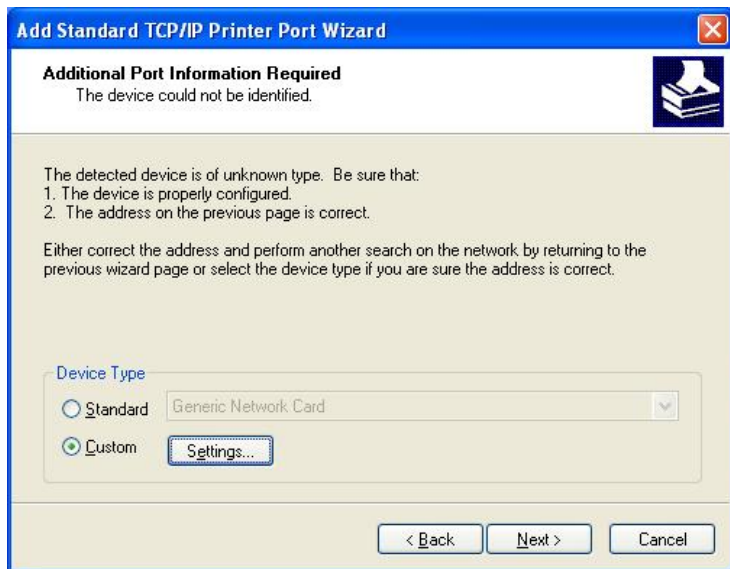 Add Standard TCP/IP Printer Port Wizard
Additional Port Information Required
The device could not be identified.
The detected device is of unknown type. Be sure that:
1. The device is properly configured.
2. The address on the previous page is correct.
Either correct the address and perform another search on the network by returning to the
previous wizard page or select the device type if you are sure the address is correct.
Device Type
Standard Generic Network Card
Custom Settings...
< Back Next > Cancel